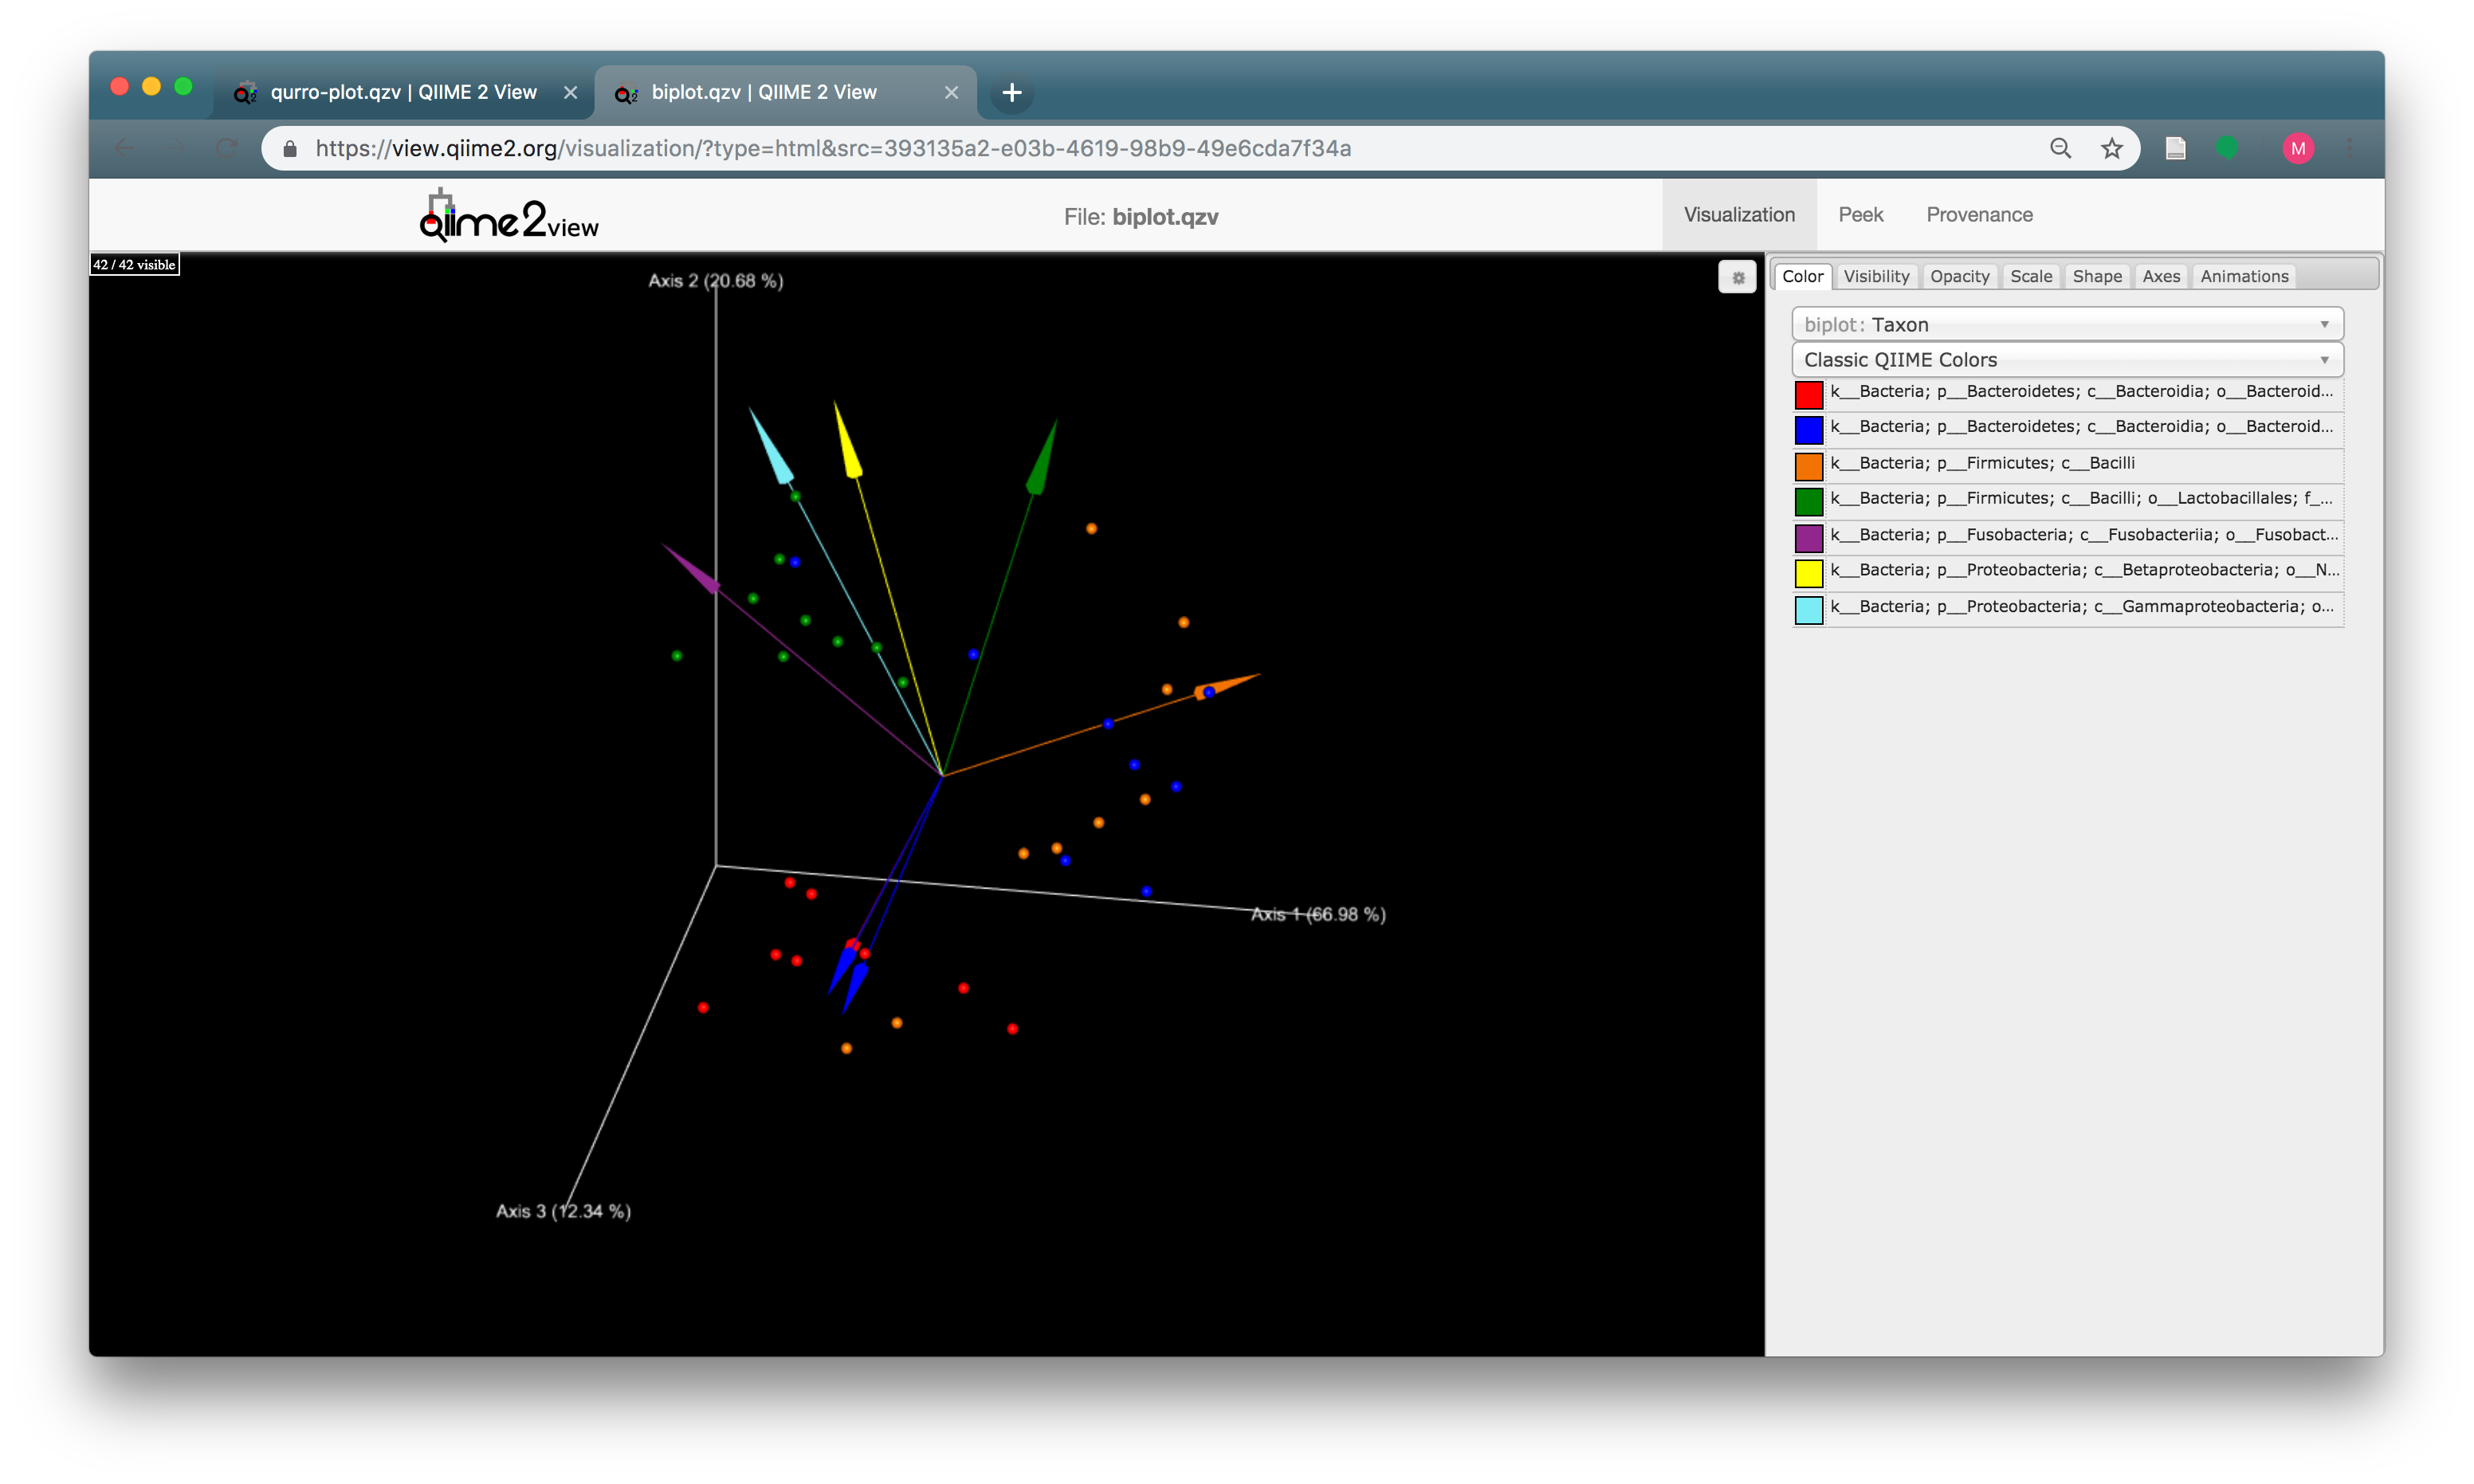 qurro-plot.qzv | QIIME 2 View
biplot.qzv | QIIME 2 View
https://view.qiime2.org/visualization/?type=html&src=393135a2-e03b-4619-98b9-49e6cda7f34a
M
qiime2view
File: biplot.qzv
Visualization
Peek
Provenance
42 / 42 visible
Axis 2 (20.68 %)
Axis 1 (66.98 %)
Axis 3 (12.34 %)
Color
Visibility
Opacity
Scale
Shape
Axes
Animations
biplot: Taxon
Classic QIIME Colors
k__Bacteria; p__Bacteroidetes; c__Bacteroidia; o__Bacteroid...
k__Bacteria; p__Bacteroidetes; c__Bacteroidia; o__Bacteroid...
k__Bacteria; p__Firmicutes; c__Bacilli
k__Bacteria; p__Firmicutes; c__Bacilli; o__Lactobacillales; f_...
k__Bacteria; p__Fusobacteria; c__Fusobacteriia; o__Fusobact...
k__Bacteria; p__Proteobacteria; c__Betaproteobacteria; o__N...
k__Bacteria; p__Proteobacteria; c__Gammaproteobacteria; o...